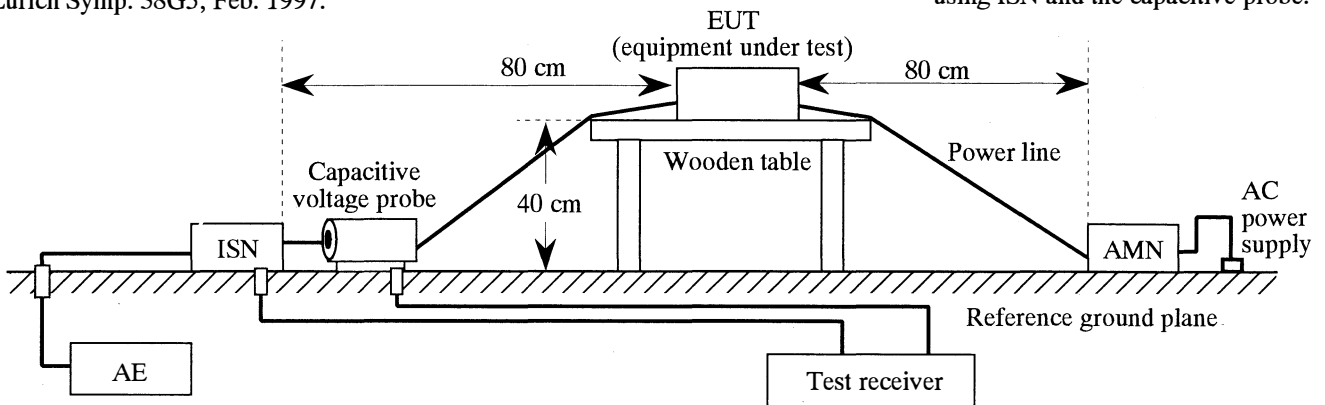 Zurich Symp. 38G5, Feb. 1997.
using ISN and the capacitive probe.
EUT
(equipment under test)
80 cm
80 cm
Wooden table
Power line
Capacitive
voltage probe
40 cm
AC
power
supply
ISN
AMN
Reference ground plane
AE
Test receiver